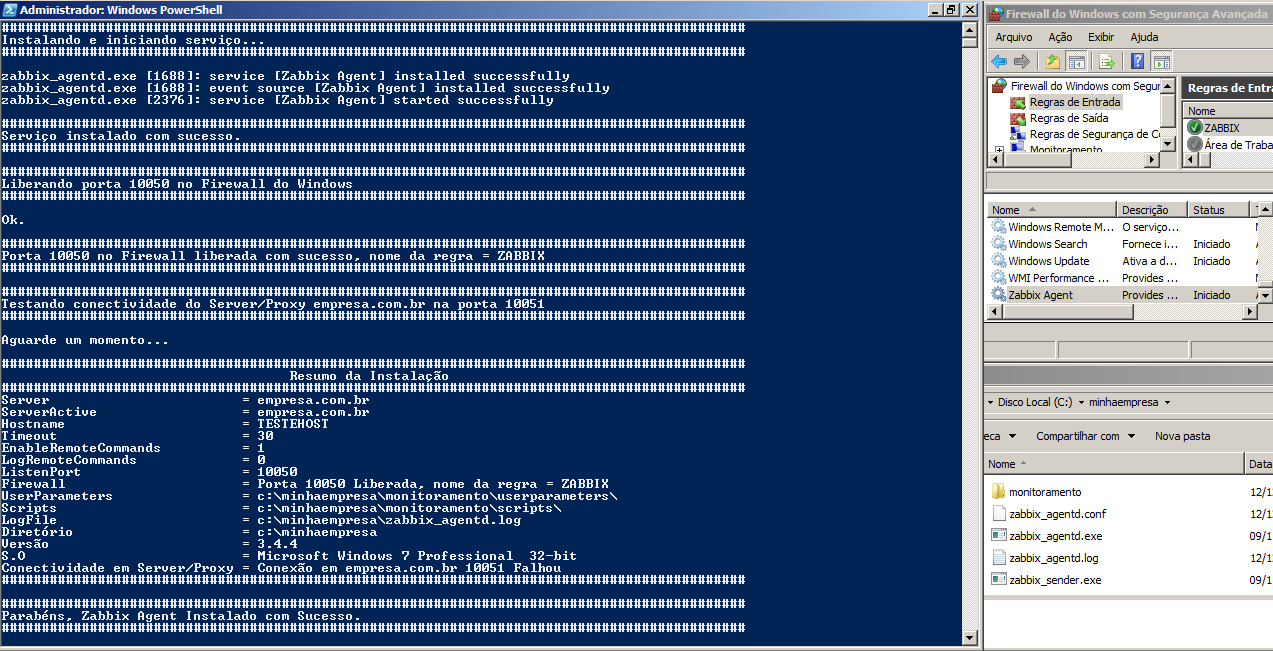 Administrador: Windows PowerShell
#############################################################################################
Instalando e iniciando serviço...
#############################################################################################
zabbix_agentd.exe [1688]: service [Zabbix Agent] installed successfully
zabbix_agentd.exe [1688]: event source [Zabbix Agent] installed successfully
zabbix_agentd.exe [2376]: service [Zabbix Agent] started successfully
#############################################################################################
Serviço instalado com sucesso.
#############################################################################################
#############################################################################################
Liberando porta 10050 no Firewall do Windows
#############################################################################################
Ok.
#############################################################################################
Porta 10050 no Firewall liberada com sucesso, nome da regra = ZABBIX
#############################################################################################
#############################################################################################
Testando conectividade do Server/Proxy empresa.com.br na porta 10051
#############################################################################################
Aguarde um momento...
#############################################################################################
Resumo da Instalação
#############################################################################################
Server = empresa.com.br
ServerActive = empresa.com.br
Hostname = TESTEHOST
Timeout = 30
EnableRemoteCommands = 1
LogRemoteCommands = 0
ListenPort = 10050
Firewall = Porta 10050 Liberada, nome da regra = ZABBIX
UserParameters = c:\minhaempresa\monitoramento\userparameters\
Scripts = c:\minhaempresa\monitoramento\scripts\
LogFile = c:\minhaempresa\zabbix_agentd.log
Diretório = c:\minhaempresa
Versão = 3.4.4
S.O = Microsoft Windows 7 Professional  32-bit
Conectividade em Server/Proxy = Conexão em empresa.com.br 10051 Falhou
#############################################################################################
#############################################################################################
Parabéns, Zabbix Agent Instalado com Sucesso.
#############################################################################################
Firewall do Windows com Segurança Avançada
Arquivo Ação Exibir Ajuda
Firewall do Windows com Segur
Regras de Entrada
Regras de Saída
Regras de Segurança de Co
Monitoramento
Regras de Entra
Nome
ZABBIX
Área de Traba
Nome Descrição Status
Windows Remote M... O serviço...
Windows Search Fornece i... Iniciado
Windows Update Ativa a d... Iniciado
WMI Performance ... Provides ...
Zabbix Agent Provides ... Iniciado
Disco Local (C:) minhaempresa
eca Compartilhar com Nova pasta
Nome Data
monitoramento 12/1
zabbix_agentd.conf 12/1
zabbix_agentd.exe 09/1
zabbix_agentd.log 12/1
zabbix_sender.exe 09/1